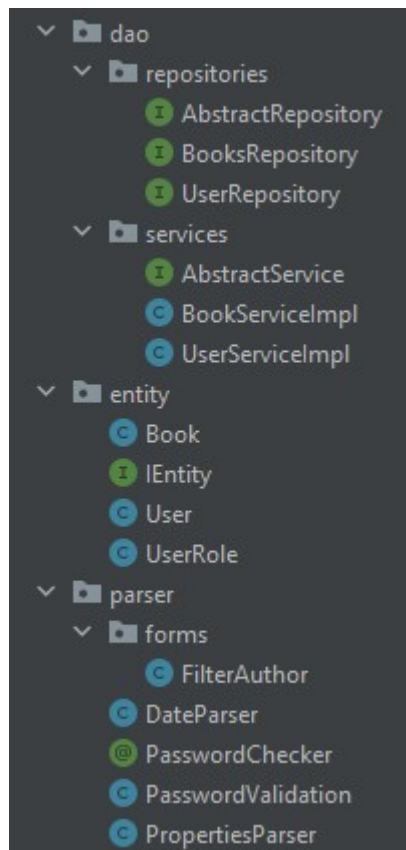 dao
repositories
I AbstractRepository
I BooksRepository
I UserRepository
services
I AbstractService
C BookServiceImpl
C UserServiceImpl
entity
C Book
I IEntity
C User
C UserRole
parser
forms
C FilterAuthor
C DateParser
@ PasswordChecker
C PasswordValidation
C PropertiesParser